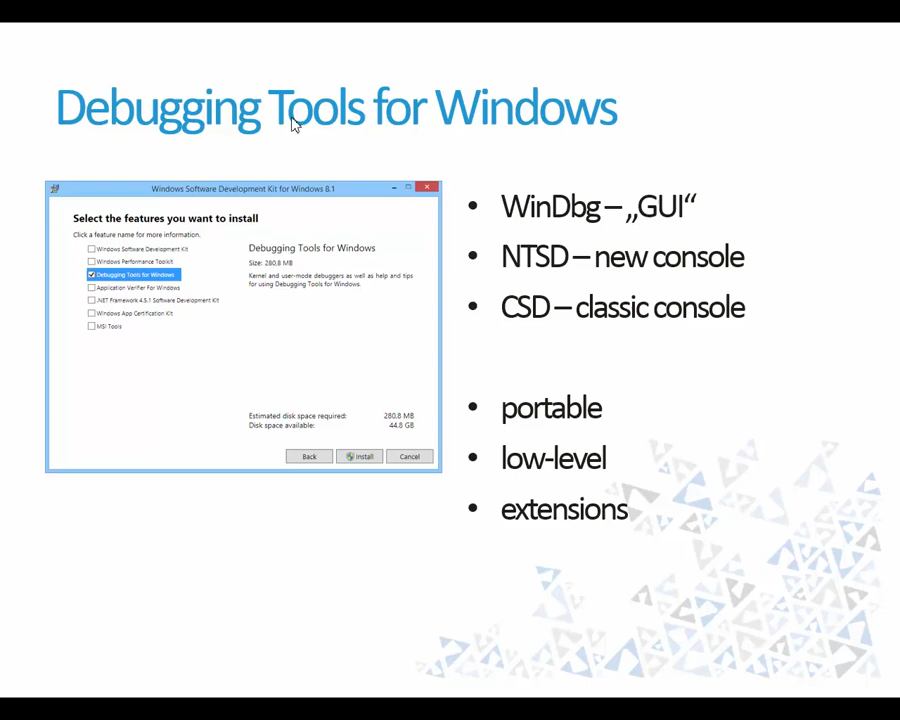 Debugging Tools for Windows
Windows Software Development Kit for Windows 8.1
Select the features you want to install
Click a feature name for more information.
Windows Software Development Kit
Windows Performance Toolkit
Debugging Tools for Windows
Application Verifier For Windows
.NET Framework 4.5.1 Software Development Kit
Windows App Certification Kit
MSI Tools
Debugging Tools for Windows
Size: 280,8 MB
Kernel and user-mode debuggers as well as help and tips
for using Debugging Tools for Windows.
Estimated disk space required: 280,8 MB
Disk space available: 44,8 GB
Back Install Cancel
• WinDbg – „GUI“
• NTSD – new console
• CSD – classic console
• portable
• low-level
• extensions